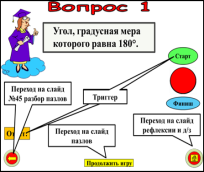 Вопрос 1
Угол, градусная мера
которого равна 180°.
Старт
Переход на слайд
№45 разбор пазлов
Триггер
Финиш
Переход на слайд
пазлов
Переход на слайд
рефлексия и д/з
Продолжить игру